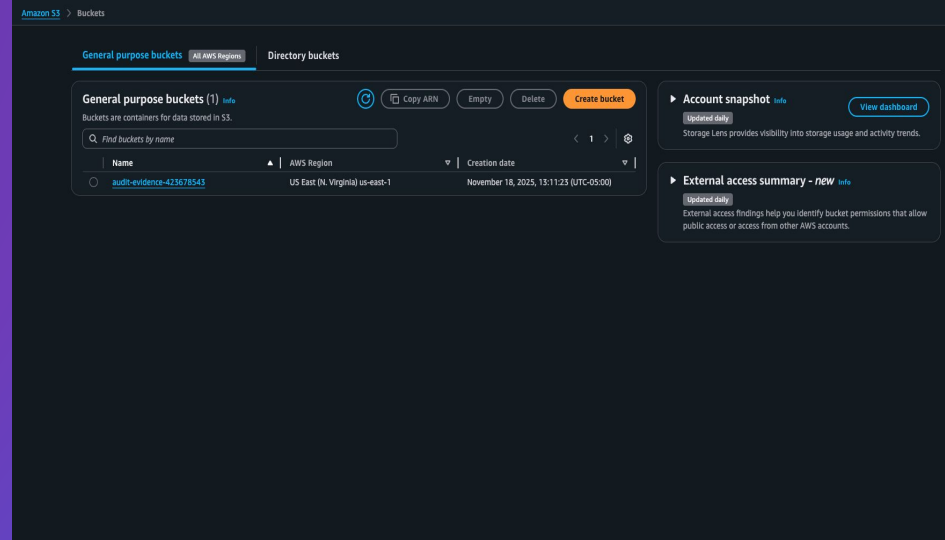 Amazon S3 > Buckets
General purpose buckets All AWS Regions
Directory buckets
General purpose buckets (1) Info
Copy ARN
Empty
Delete
Create bucket
Buckets are containers for data stored in S3.
Find buckets by name
< 1 >
Name
AWS Region
Creation date
audit-evidence-423678543
US East (N. Virginia) us-east-1
November 18, 2025, 13:11:23 (UTC-05:00)
Account snapshot Info
View dashboard
Updated daily
Storage Lens provides visibility into storage usage and activity trends.
External access summary - new Info
Updated daily
External access findings help you identify bucket permissions that allow
public access or access from other AWS accounts.